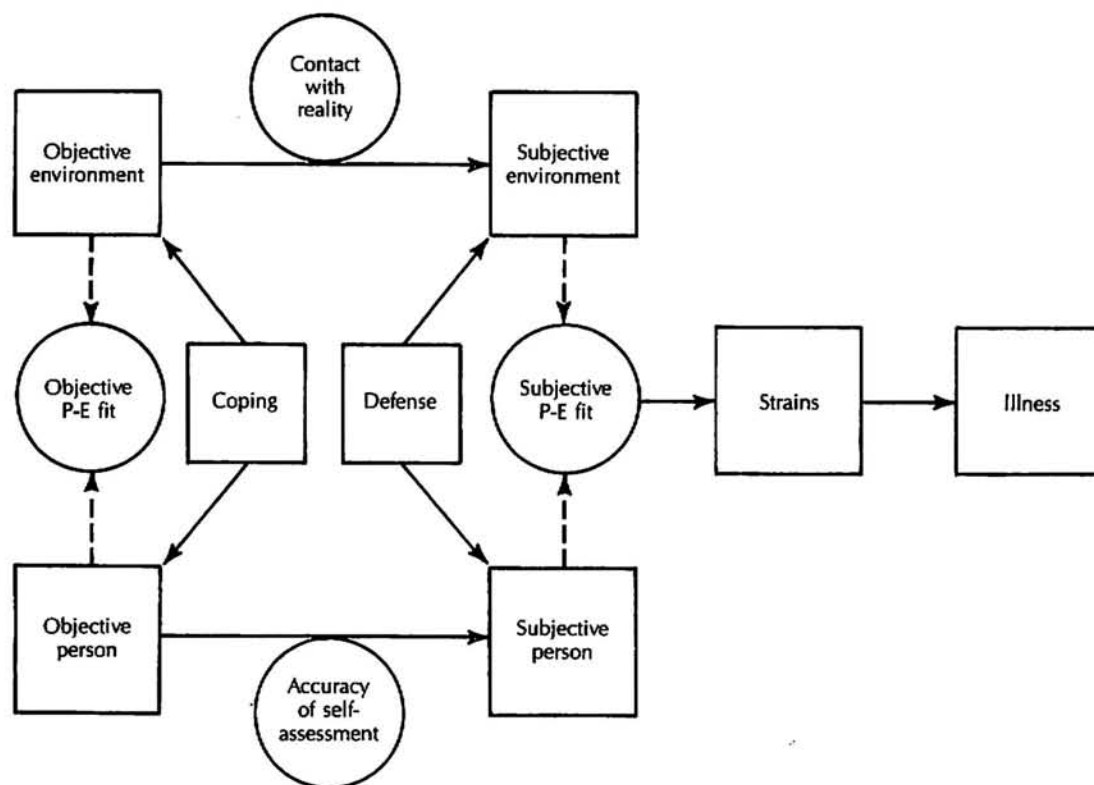 Contact
with
reality
Objective
environment
Subjective
environment
Objective
P-E fit
Coping
Defense
Subjective
P-E fit
Strains
Illness
Objective
person
Subjective
person
Accuracy
of self-
assessment